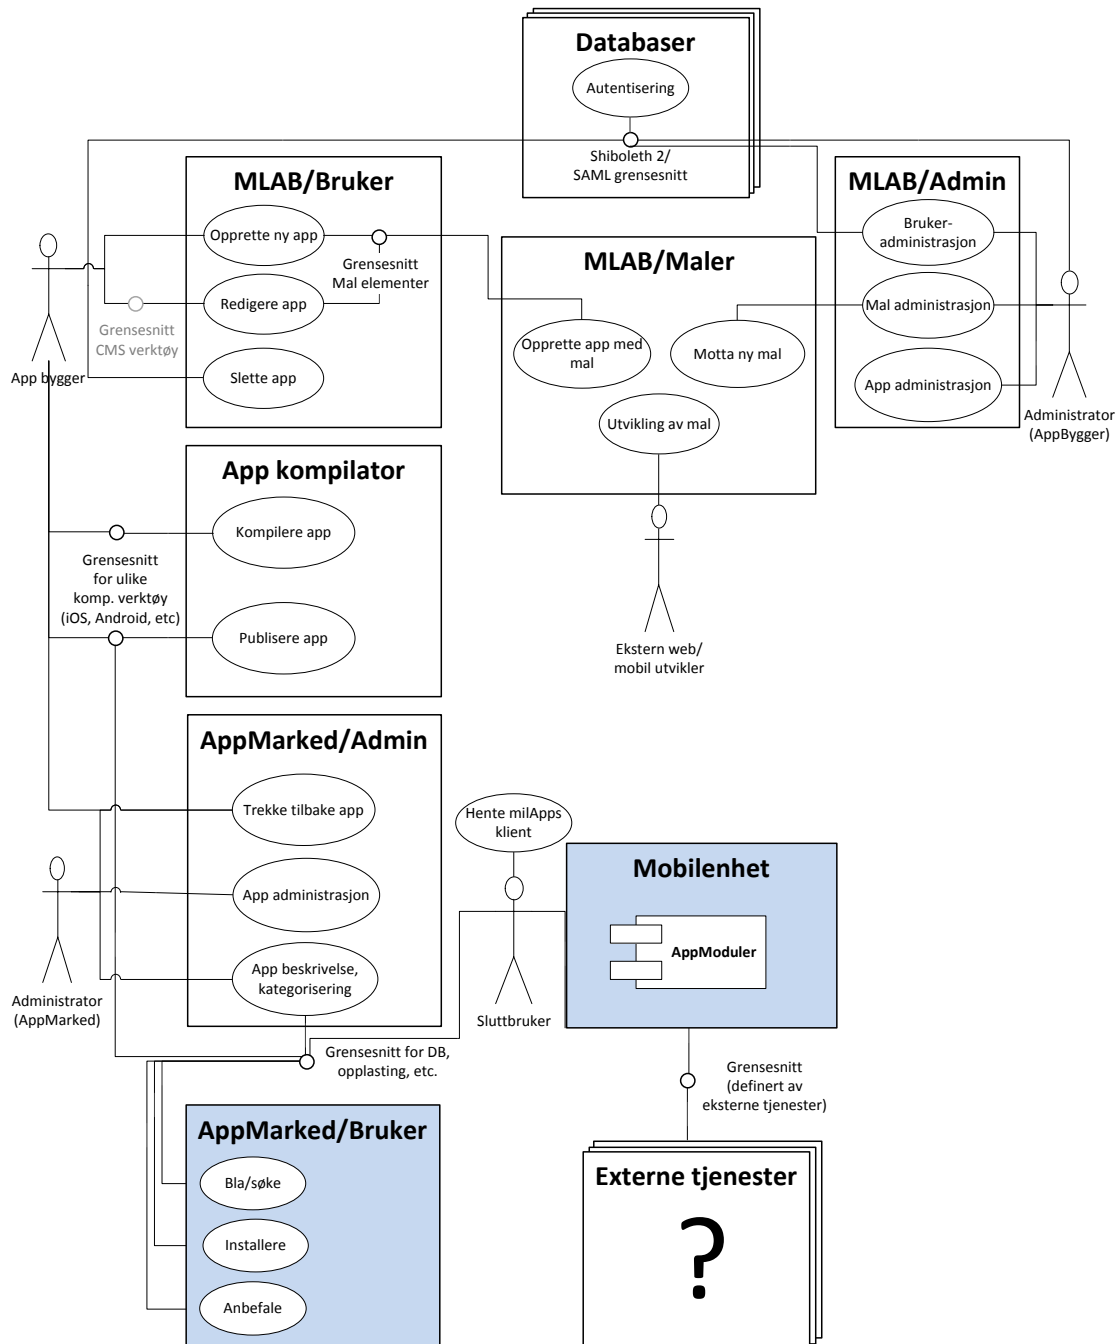 Databaser
Autentisering
Shiboleth 2/
SAML grensesnitt
MLAB/Bruker
Opprette ny app
Grensesnitt
Mal elementer
Redigere app
Grensesnitt
CMS verktøy
Slette app
App bygger
MLAB/Maler
Opprette app med
mal
Motta ny mal
Utvikling av mal
Ekstern web/
mobil utvikler
MLAB/Admin
Bruker-
administrasjon
Mal administrasjon
App administrasjon
Administrator
(AppBygger)
App kompilator
Kompilere app
Grensesnitt
for ulike
komp. verktøy
(iOS, Android, etc)
Publisere app
AppMarked/Admin
Trekke tilbake app
App administrasjon
App beskrivelse,
kategorisering
Administrator
(AppMarked)
Hente milApps
klient
Sluttbruker
Mobilenhet
AppModuler
Grensesnitt for DB,
opplasting, etc.
Grensesnitt
(definert av
eksterne tjenester)
AppMarked/Bruker
Bla/søke
Installere
Anbefale
Externe tjenester
?